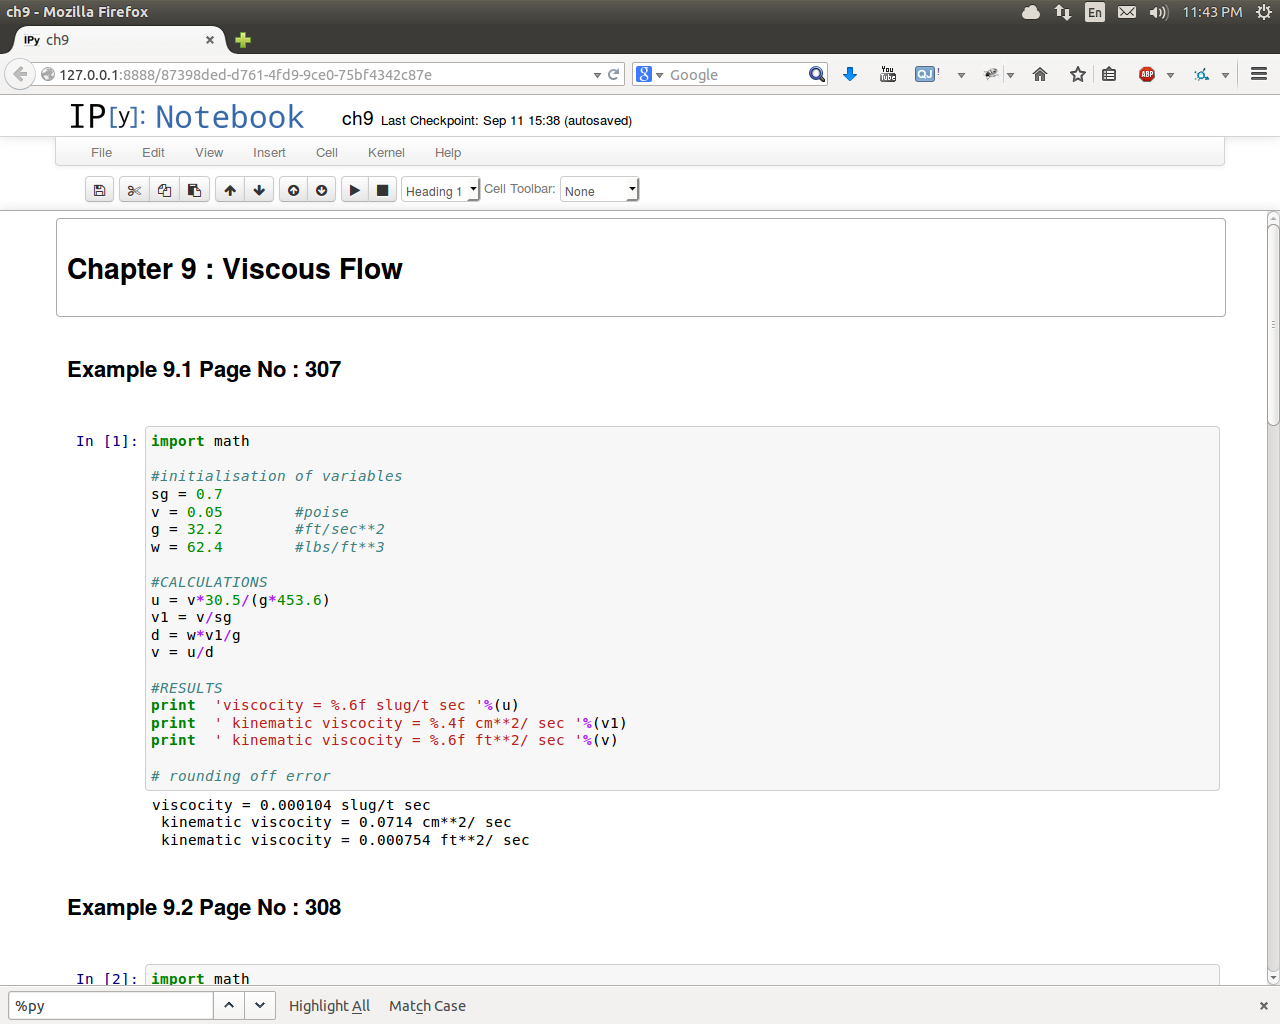 ch9 - Mozilla Firefox
En
11:43 PM
IPy ch9
127.0.0.1:8888/87398ded-d761-4fd9-9ce0-75bf4342c87e
8 Google
You Tube
QJ !
ABP
IP[y]: Notebook
ch9 Last Checkpoint: Sep 11 15:38 (autosaved)
File Edit View Insert Cell Kernel Help
Heading 1
Cell Toolbar:
None
Chapter 9 : Viscous Flow
Example 9.1 Page No : 307
In [1]:
import math
#initialisation of variables
sg = 0.7
v = 0.05        #poise
g = 32.2        #ft/sec**2
w = 62.4        #lbs/ft**3
#CALCULATIONS
u = v*30.5/(g*453.6)
v1 = v/sg
d = w*v1/g
v = u/d
#RESULTS
print  'viscocity = %.6f slug/t sec '%(u)
print  ' kinematic viscocity = %.4f cm**2/ sec '%(v1)
print  ' kinematic viscocity = %.6f ft**2/ sec '%(v)
# rounding off error
viscocity = 0.000104 slug/t sec
 kinematic viscocity = 0.0714 cm**2/ sec
 kinematic viscocity = 0.000754 ft**2/ sec
Example 9.2 Page No : 308
In [2]:
import math
%py
Highlight All
Match Case